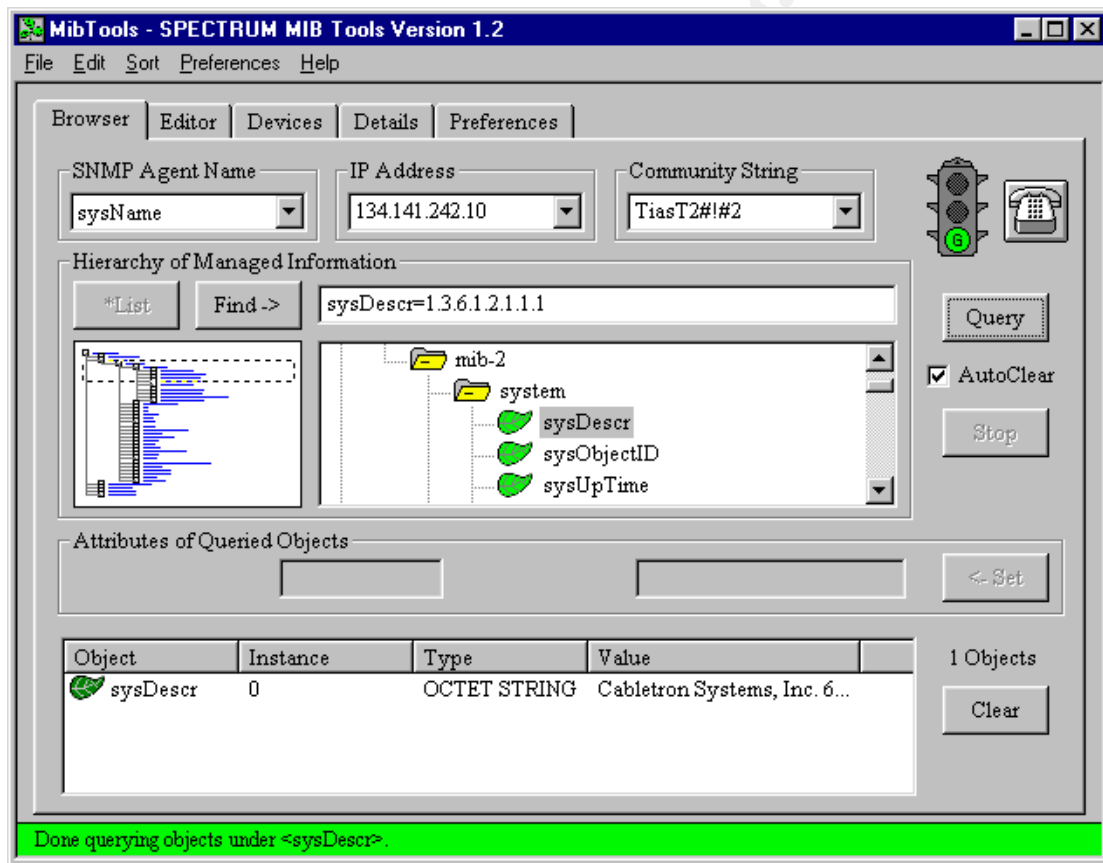 MibTools - SPECTRUM MIB Tools Version 1.2
File Edit Sort Preferences Help
Browser Editor Devices Details Preferences
SNMP Agent Name IP Address Community String
sysName 134.141.242.10 TiasT2#!#2
G
Hierarchy of Managed Information
*List Find -> sysDescr=1.3.6.1.2.1.1.1
Query
mib-2
AutoClear
system
sysDescr
Stop
sysObjectID
sysUpTime
Attributes of Queried Objects
<- Set
Object Instance Type Value 1 Objects
sysDescr 0 OCTET STRING Cabletron Systems, Inc. 6...
Clear
Done querying objects under <sysDescr>.